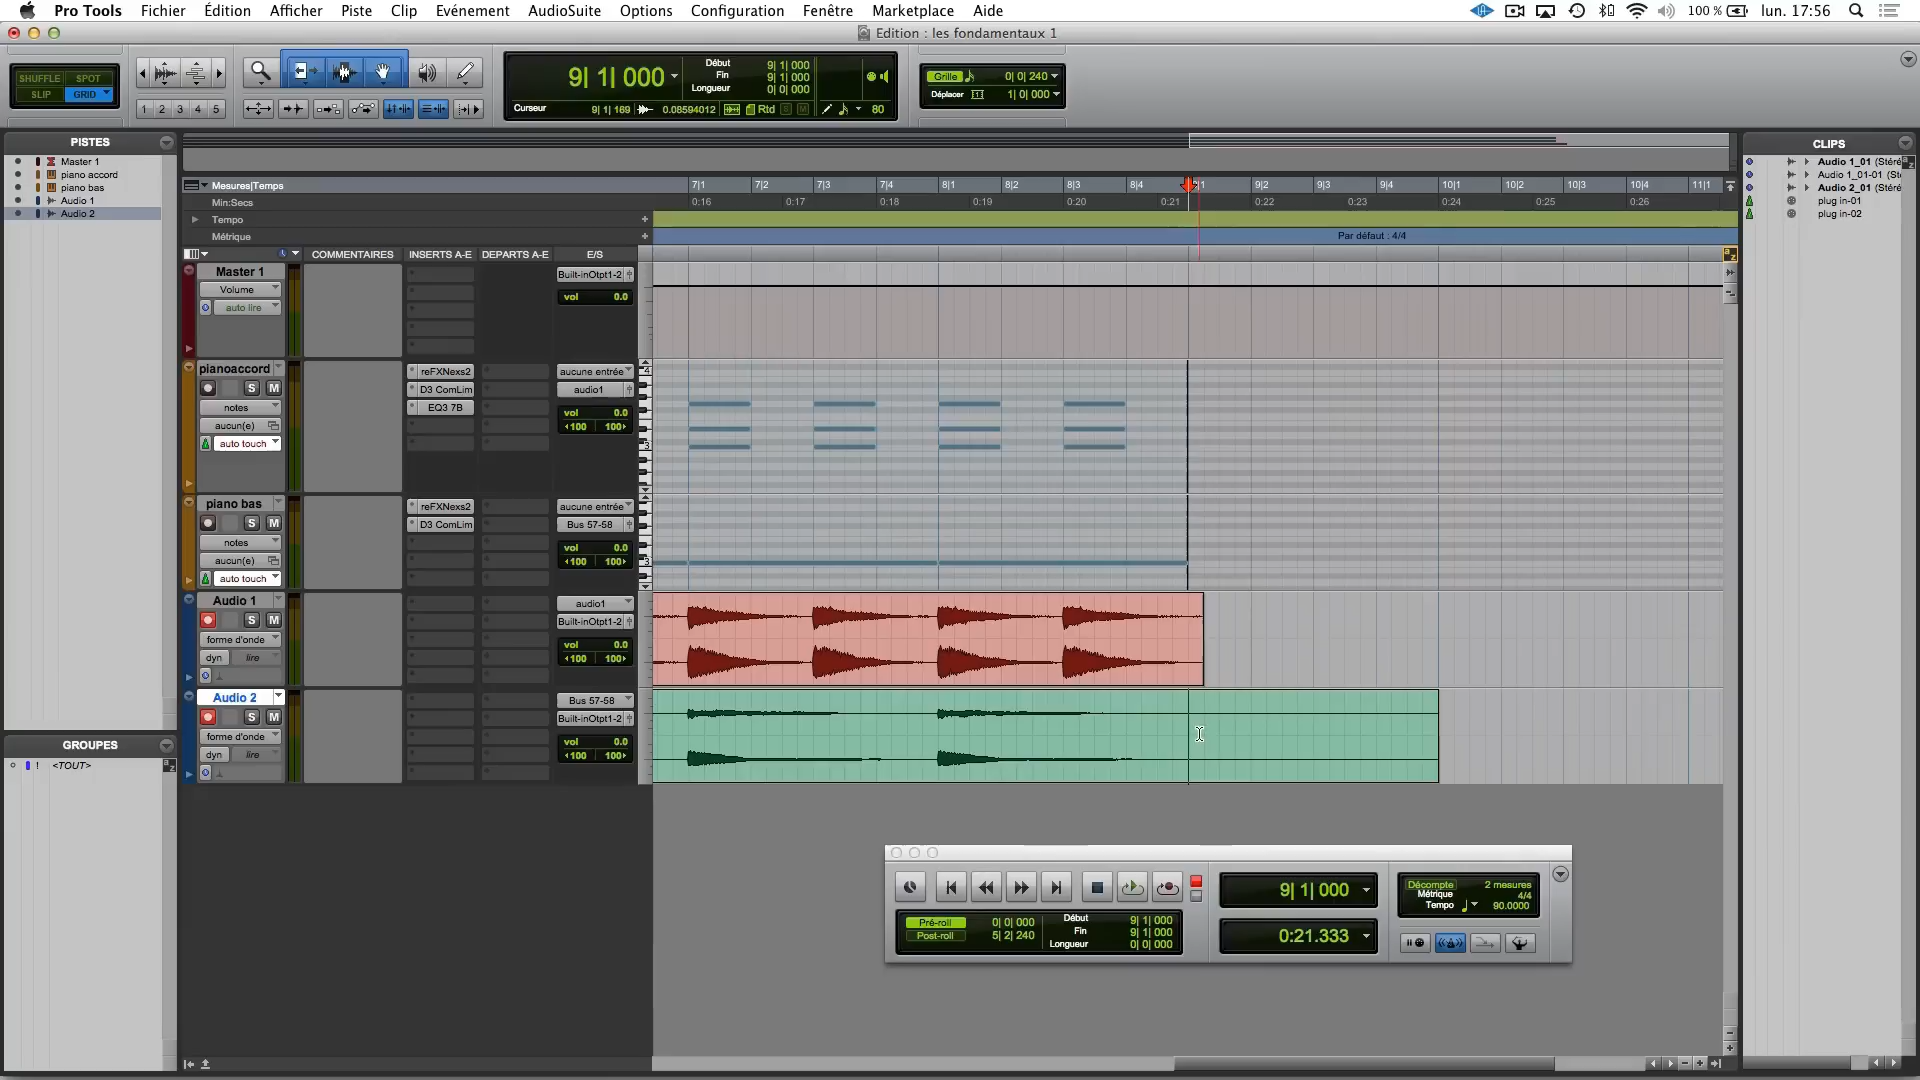 Pro Tools Fichier Édition Afficher Piste Clip Evénement AudioSuite Options Configuration Fenêtre Marketplace Aide 100 % lun. 17:56
Edition : les fondamentaux 1
SHUFFLE SPOT
SLIP GRID
1 2 3 4 5
9| 1| 000
Début 9| 1| 000
Fin 9| 1| 000
Longueur 0| 0| 000
Curseur 9| 1| 169 0.08594012 Rtd S M 80
Grille 0| 0| 240
Déplacer 1| 0| 000
PISTES
Master 1
piano accord
piano bas
Audio 1
Audio 2
GROUPES
! <TOUT>
Mesures|Temps 7|1 7|2 7|3 7|4 8|1 8|2 8|3 8|4 9|1 9|2 9|3 9|4 10|1 10|2 10|3 10|4 11|1
Min:Secs 0:16 0:17 0:18 0:19 0:20 0:21 0:22 0:23 0:24 0:25 0:26
Tempo
Métrique Par défaut : 4/4
COMMENTAIRES INSERTS A-E DEPARTS A-E E/S
Master 1 Built-inOtpt1-2
Volume vol 0.0
auto lire
pianoaccord reFXNexs2 aucune entrée
S M D3 ComLim audio1
notes EQ3 7B vol 0.0
aucun(e) 100 100
auto touch
piano bas reFXNexs2 aucune entrée
S M D3 ComLim Bus 57-58
notes vol 0.0
aucun(e) 100 100
auto touch
Audio 1 audio1
S M Built-inOtpt1-2
forme d'onde vol 0.0
dyn lire 100 100
Audio 2 Bus 57-58
S M Built-inOtpt1-2
forme d'onde vol 0.0
dyn lire 100 100
CLIPS
Audio 1_01 (Stéré
Audio 1_01-01 (Sté
Audio 2_01 (Stéré
plug in-01
plug in-02
Pré-roll 0| 0| 000
Post-roll 5| 2| 240
Début 9| 1| 000
Fin 9| 1| 000
Longueur 0| 0| 000
9| 1| 000
0:21.333
Décompte 2 mesures
Métrique 4/4
Tempo 90.0000